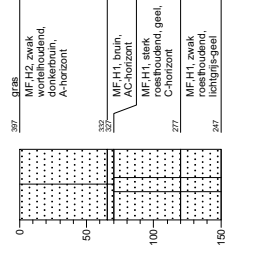 397
gras
MF,H2, zwak
wortelhoudend,
donkerbruin,
A-horizont
332
327
MF,H1, bruin,
AC-horizont
MF,H1, sterk
roesthoudend, geel,
C-horizont
277
MF,H1, zwak
roesthoudend,
lichtgrijs-geel
247
0
50
100
150